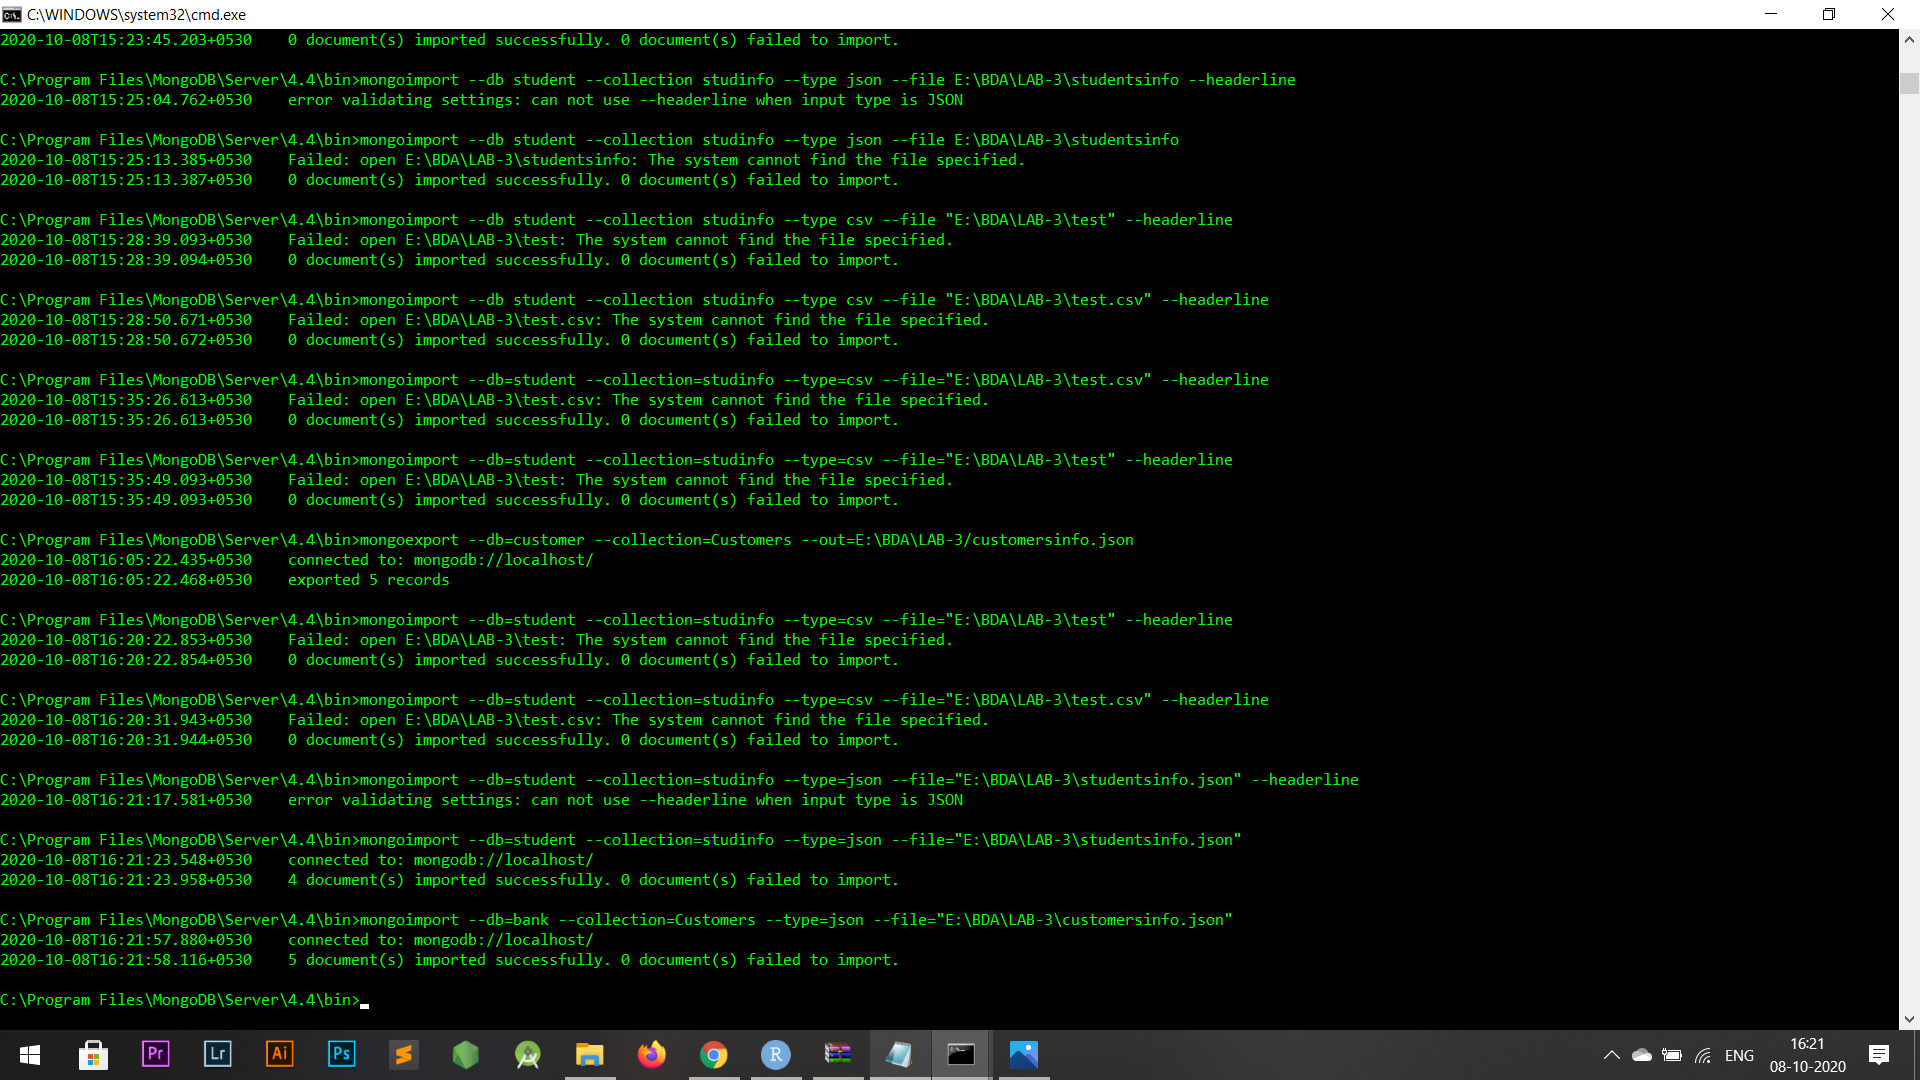 C:\WINDOWS\system32\cmd.exe
2020-10-08T15:23:45.203+0530    0 document(s) imported successfully. 0 document(s) failed to import.
C:\Program Files\MongoDB\Server\4.4\bin>mongoimport --db student --collection studinfo --type json --file E:\BDA\LAB-3\studentsinfo --headerline
2020-10-08T15:25:04.762+0530    error validating settings: can not use --headerline when input type is JSON
C:\Program Files\MongoDB\Server\4.4\bin>mongoimport --db student --collection studinfo --type json --file E:\BDA\LAB-3\studentsinfo
2020-10-08T15:25:13.385+0530    Failed: open E:\BDA\LAB-3\studentsinfo: The system cannot find the file specified.
2020-10-08T15:25:13.387+0530    0 document(s) imported successfully. 0 document(s) failed to import.
C:\Program Files\MongoDB\Server\4.4\bin>mongoimport --db student --collection studinfo --type csv --file "E:\BDA\LAB-3\test" --headerline
2020-10-08T15:28:39.093+0530    Failed: open E:\BDA\LAB-3\test: The system cannot find the file specified.
2020-10-08T15:28:39.094+0530    0 document(s) imported successfully. 0 document(s) failed to import.
C:\Program Files\MongoDB\Server\4.4\bin>mongoimport --db student --collection studinfo --type csv --file "E:\BDA\LAB-3\test.csv" --headerline
2020-10-08T15:28:50.671+0530    Failed: open E:\BDA\LAB-3\test.csv: The system cannot find the file specified.
2020-10-08T15:28:50.672+0530    0 document(s) imported successfully. 0 document(s) failed to import.
C:\Program Files\MongoDB\Server\4.4\bin>mongoimport --db=student --collection=studinfo --type=csv --file="E:\BDA\LAB-3\test.csv" --headerline
2020-10-08T15:35:26.613+0530    Failed: open E:\BDA\LAB-3\test.csv: The system cannot find the file specified.
2020-10-08T15:35:26.613+0530    0 document(s) imported successfully. 0 document(s) failed to import.
C:\Program Files\MongoDB\Server\4.4\bin>mongoimport --db=student --collection=studinfo --type=csv --file="E:\BDA\LAB-3\test" --headerline
2020-10-08T15:35:49.093+0530    Failed: open E:\BDA\LAB-3\test: The system cannot find the file specified.
2020-10-08T15:35:49.093+0530    0 document(s) imported successfully. 0 document(s) failed to import.
C:\Program Files\MongoDB\Server\4.4\bin>mongoexport --db=customer --collection=Customers --out=E:\BDA\LAB-3/customersinfo.json
2020-10-08T16:05:22.435+0530    connected to: mongodb://localhost/
2020-10-08T16:05:22.468+0530    exported 5 records
C:\Program Files\MongoDB\Server\4.4\bin>mongoimport --db=student --collection=studinfo --type=csv --file="E:\BDA\LAB-3\test" --headerline
2020-10-08T16:20:22.853+0530    Failed: open E:\BDA\LAB-3\test: The system cannot find the file specified.
2020-10-08T16:20:22.854+0530    0 document(s) imported successfully. 0 document(s) failed to import.
C:\Program Files\MongoDB\Server\4.4\bin>mongoimport --db=student --collection=studinfo --type=csv --file="E:\BDA\LAB-3\test.csv" --headerline
2020-10-08T16:20:31.943+0530    Failed: open E:\BDA\LAB-3\test.csv: The system cannot find the file specified.
2020-10-08T16:20:31.944+0530    0 document(s) imported successfully. 0 document(s) failed to import.
C:\Program Files\MongoDB\Server\4.4\bin>mongoimport --db=student --collection=studinfo --type=json --file="E:\BDA\LAB-3\studentsinfo.json" --headerline
2020-10-08T16:21:17.581+0530    error validating settings: can not use --headerline when input type is JSON
C:\Program Files\MongoDB\Server\4.4\bin>mongoimport --db=student --collection=studinfo --type=json --file="E:\BDA\LAB-3\studentsinfo.json"
2020-10-08T16:21:23.548+0530    connected to: mongodb://localhost/
2020-10-08T16:21:23.958+0530    4 document(s) imported successfully. 0 document(s) failed to import.
C:\Program Files\MongoDB\Server\4.4\bin>mongoimport --db=bank --collection=Customers --type=json --file="E:\BDA\LAB-3\customersinfo.json"
2020-10-08T16:21:57.880+0530    connected to: mongodb://localhost/
2020-10-08T16:21:58.116+0530    5 document(s) imported successfully. 0 document(s) failed to import.
C:\Program Files\MongoDB\Server\4.4\bin>
Pr Lr Ai Ps R ENG
16:21
08-10-2020